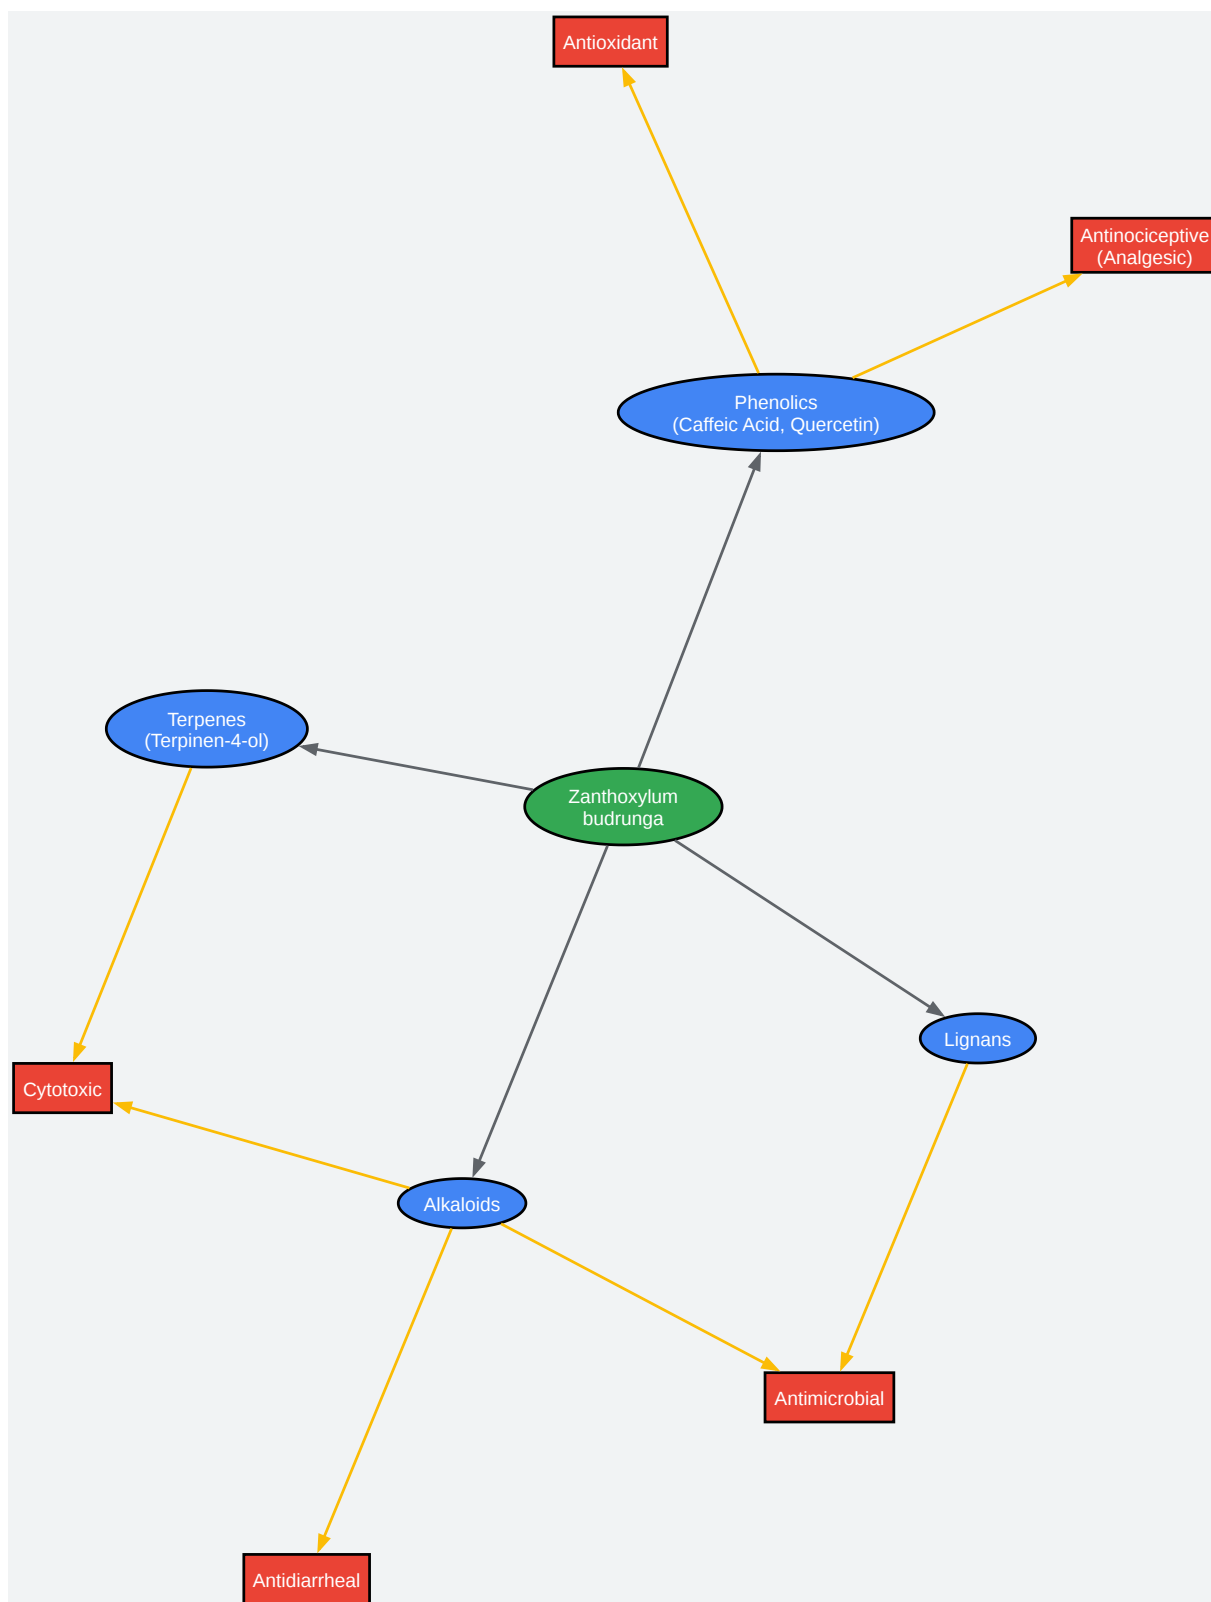 Antioxidant
Antinociceptive
(Analgesic)
Phenolics
(Caffeic Acid, Quercetin)
Terpenes
(Terpinen-4-ol)
Zanthoxylum
budrunga
Lignans
Cytotoxic
Alkaloids
Antimicrobial
Antidiarrheal